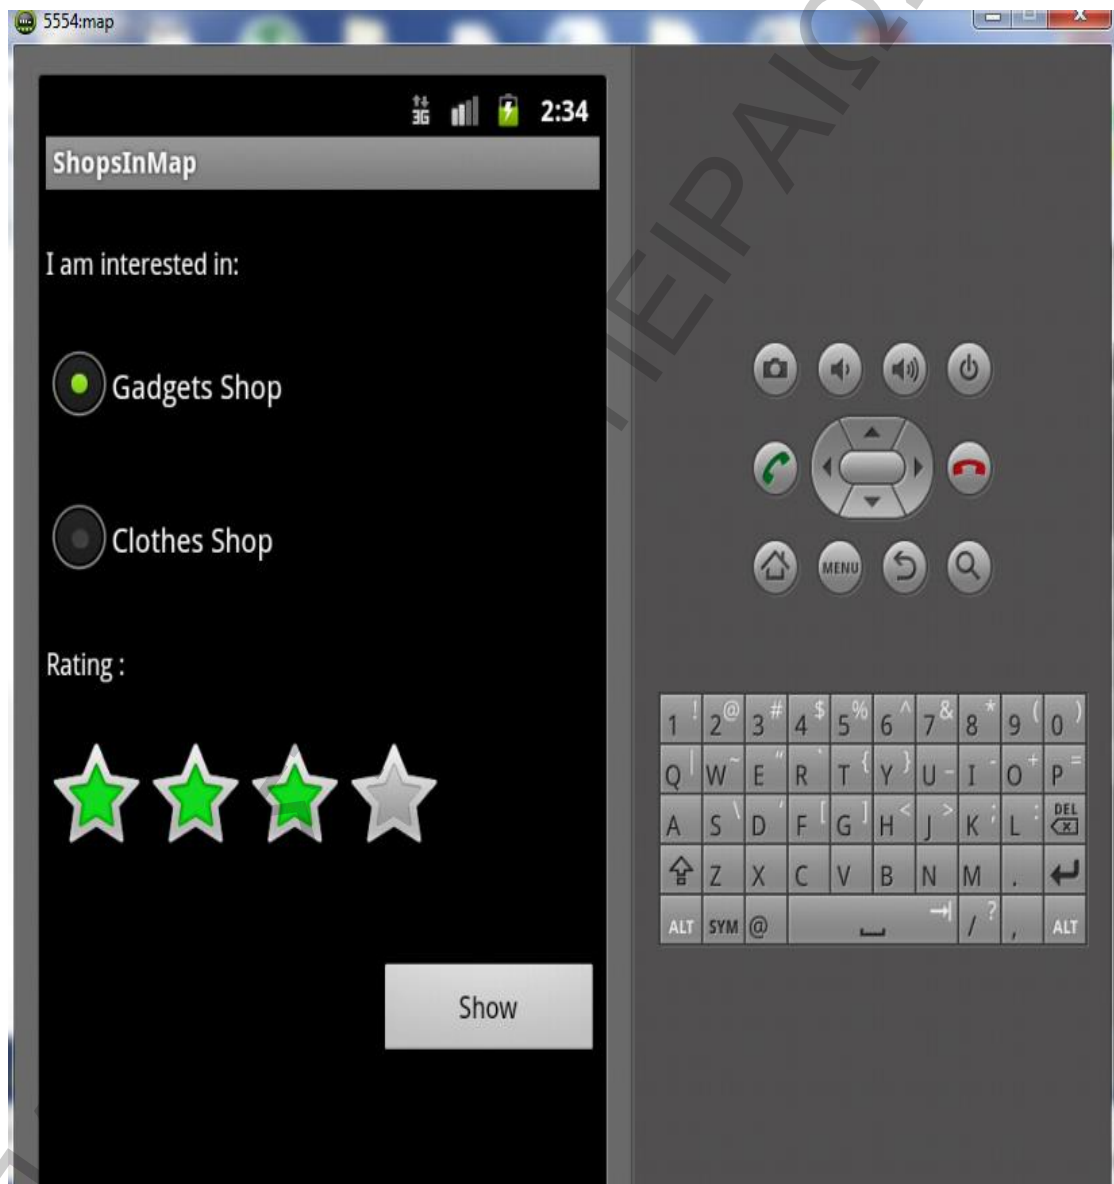 5554:map
3G 2:34
ShopsInMap
I am interested in:
Gadgets Shop
Clothes Shop
Rating :
Show
MENU
1 ! 2 @ 3 # 4 $ 5 % 6 ^ 7 & 8 * 9 ( 0 )
Q | W ~ E " R ` T { Y } U - I - O + P =
A S \ D ' F [ G ] H < J > K ; L : DEL
Z X C V B N M .
ALT SYM @ / ? , ALT
ΠΕΙΡΑΙΩ